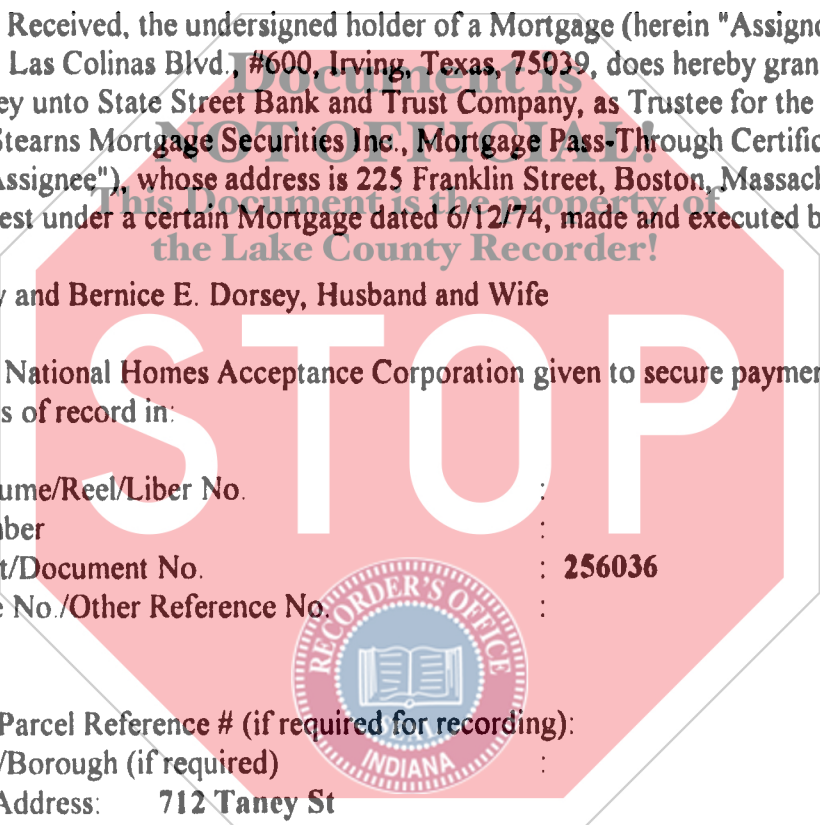 Received, the undersigned holder of a Mortgage (herein "Assigno
Las Colinas Blvd., #600, Irving, Texas, 75039, does hereby gran
Document is
ey unto State Street Bank and Trust Company, as Trustee for the
Stearns Mortgage Securities Inc., Mortgage Pass-Through Certific
NOT OFFICIAL!
Assignee"), whose address is 225 Franklin Street, Boston, Massach
This Document is the property of
est under a certain Mortgage dated 6/12/74, made and executed b
the Lake County Recorder!
y and Bernice E. Dorsey, Husband and Wife
STOP
National Homes Acceptance Corporation given to secure paymen
s of record in:
ume/Reel/Liber No. :
nber :
t/Document No. : 256036
e No./Other Reference No. :
RECORDER'S OFFICE
SEAL
INDIANA
Parcel Reference # (if required for recording):
/Borough (if required) :
Address: 712 Taney St